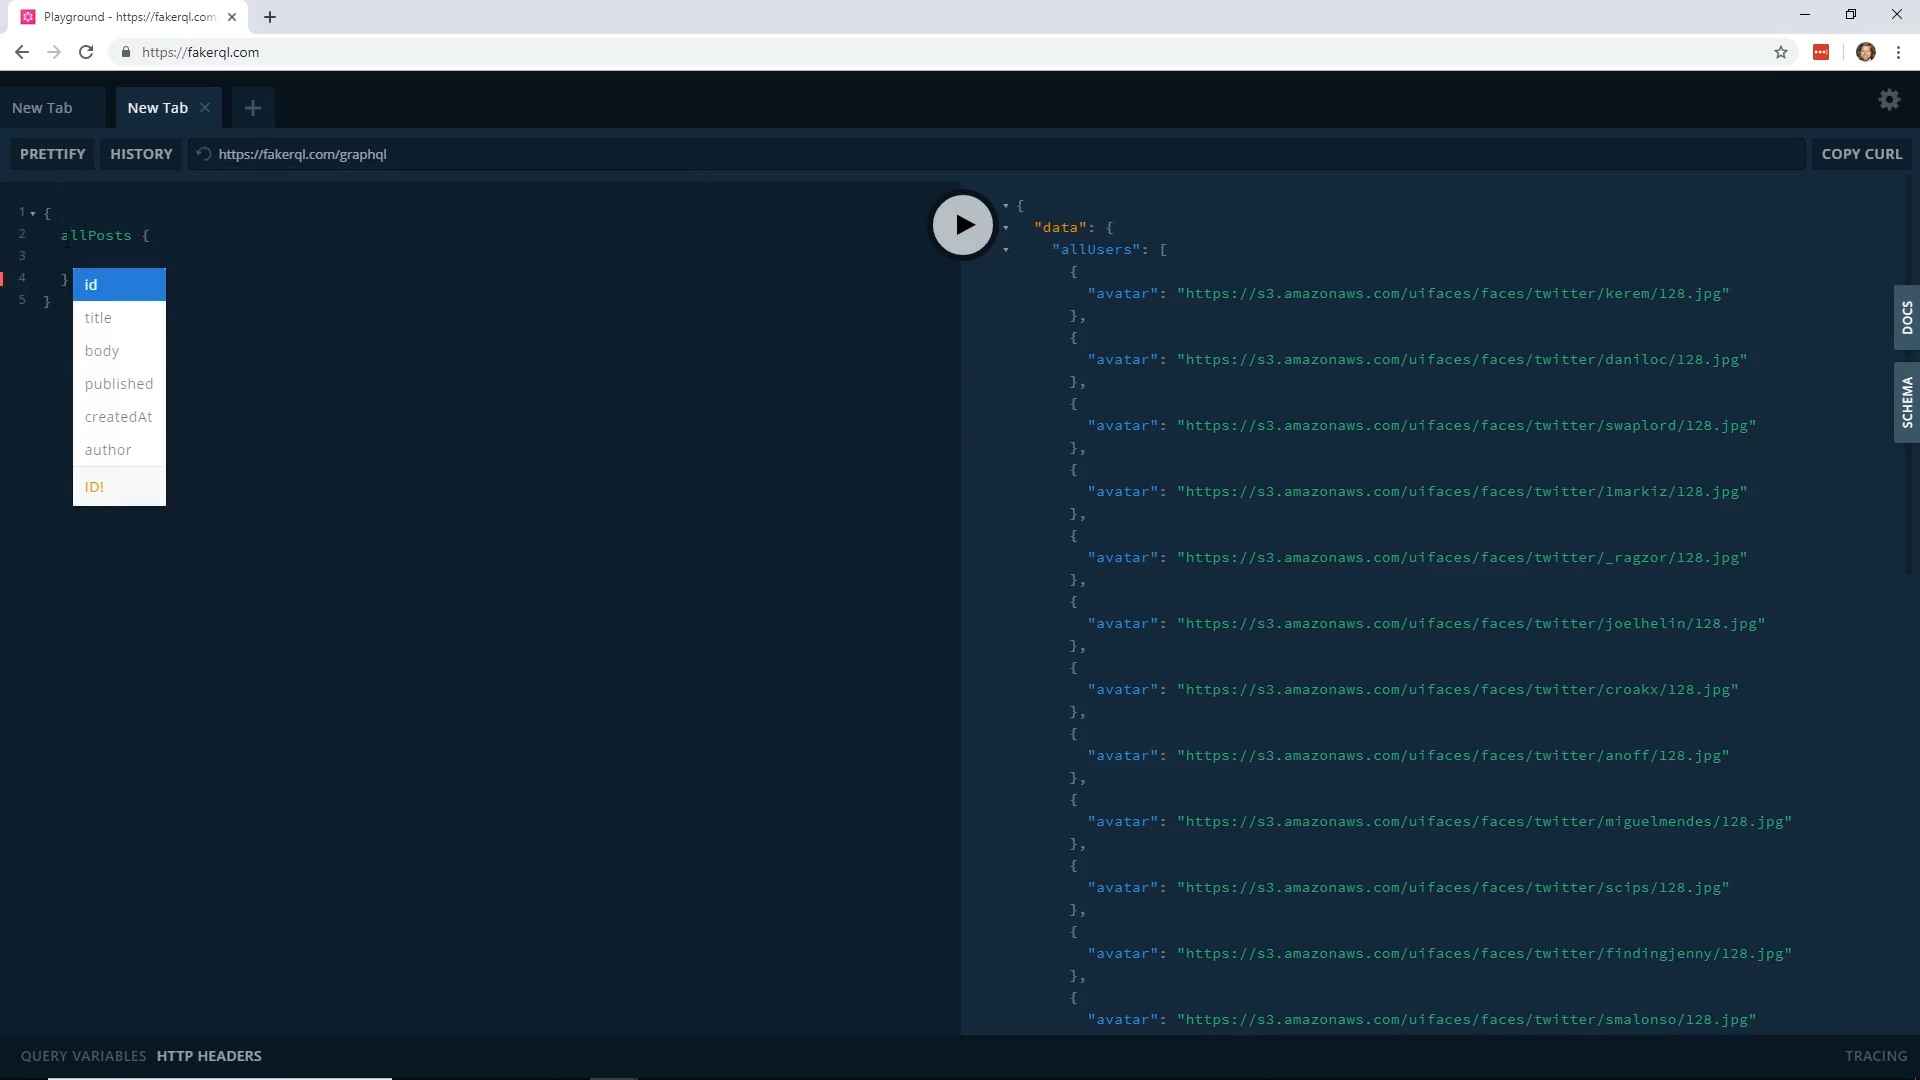 Playground - https://fakerql.com
https://fakerql.com
New Tab
New Tab
PRETTIFY
HISTORY
https://fakerql.com/graphql
COPY CURL
1 {
2 allPosts {
3
4 }
5 }
id
title
body
published
createdAt
author
ID!
{
"data": {
"allUsers": [
{
"avatar": "https://s3.amazonaws.com/uifaces/faces/twitter/kerem/128.jpg"
},
{
"avatar": "https://s3.amazonaws.com/uifaces/faces/twitter/daniloc/128.jpg"
},
{
"avatar": "https://s3.amazonaws.com/uifaces/faces/twitter/swaplord/128.jpg"
},
{
"avatar": "https://s3.amazonaws.com/uifaces/faces/twitter/lmarkiz/128.jpg"
},
{
"avatar": "https://s3.amazonaws.com/uifaces/faces/twitter/_ragzor/128.jpg"
},
{
"avatar": "https://s3.amazonaws.com/uifaces/faces/twitter/joelhelin/128.jpg"
},
{
"avatar": "https://s3.amazonaws.com/uifaces/faces/twitter/croakx/128.jpg"
},
{
"avatar": "https://s3.amazonaws.com/uifaces/faces/twitter/anoff/128.jpg"
},
{
"avatar": "https://s3.amazonaws.com/uifaces/faces/twitter/miguelmendes/128.jpg"
},
{
"avatar": "https://s3.amazonaws.com/uifaces/faces/twitter/scips/128.jpg"
},
{
"avatar": "https://s3.amazonaws.com/uifaces/faces/twitter/findingjenny/128.jpg"
},
{
"avatar": "https://s3.amazonaws.com/uifaces/faces/twitter/smalonso/128.jpg"
DOCS
SCHEMA
QUERY VARIABLES
HTTP HEADERS
TRACING